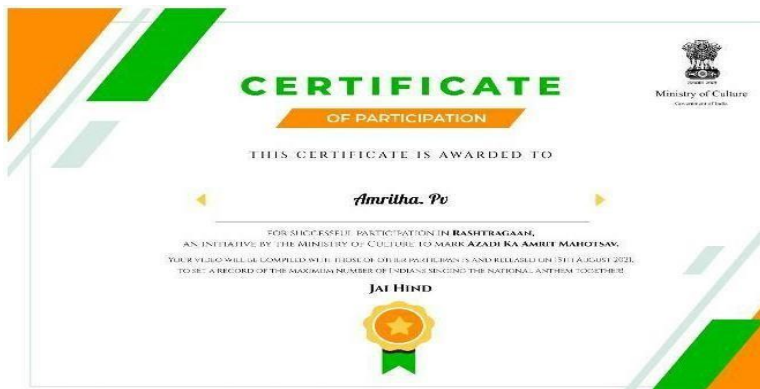 CERTIFICATE
OF PARTICIPATION
Ministry of Culture
Government of India
THIS CERTIFICATE IS AWARDED TO
Amritha. Pv
FOR SUCCESSFUL PARTICIPATION IN RASHTRAGAAN,
AN INITIATIVE BY THE MINISTRY OF CULTURE TO MARK AZADI KA AMRIT MAHOTSAV.
YOUR VIDEO WILL BE COMPILED WITH THOSE OF OTHER PARTICIPANTS AND RELEASED ON 15TH AUGUST 2021,
TO SET A RECORD OF THE MAXIMUM NUMBER OF INDIANS SINGING THE NATIONAL ANTHEM TOGETHER!
JAI HIND